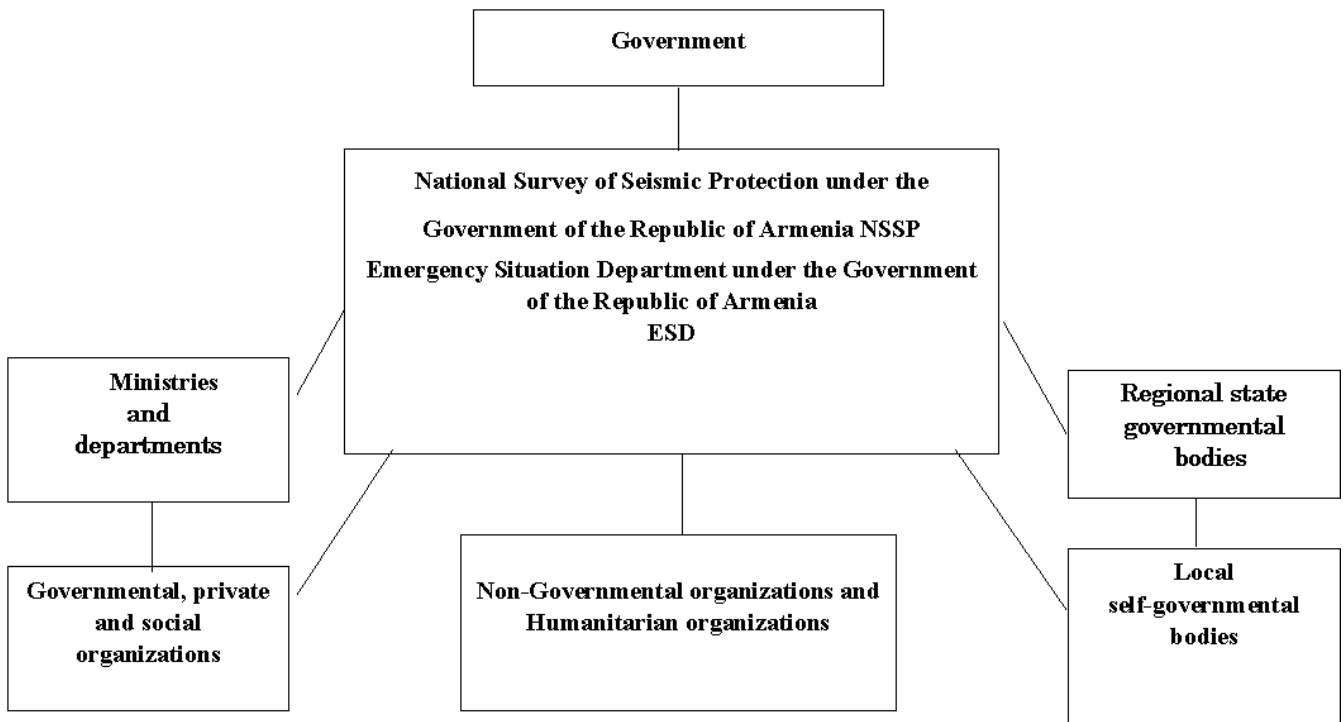 Government
National Survey of Seismic Protection under the
Government of the Republic of Armenia NSSP
Emergency Situation Department under the Government
of the Republic of Armenia
ESD
Ministries
and
departments
Regional state
governmental
bodies
Governmental, private
and social
organizations
Non-Governmental organizations and
Humanitarian organizations
Local
self-governmental
bodies